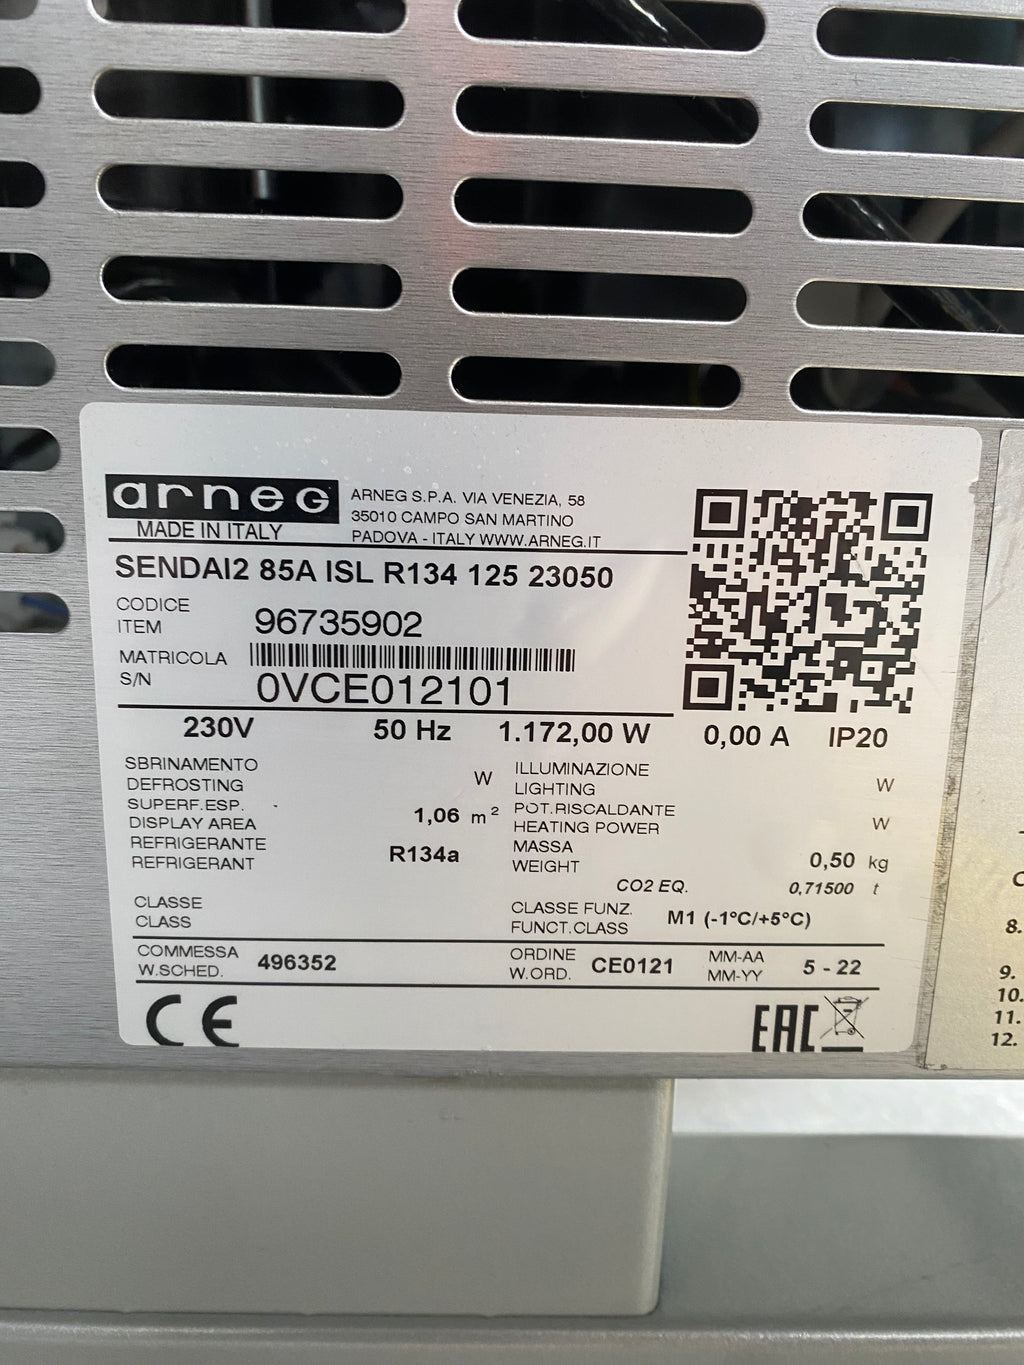 arneg
MADE IN ITALY
ARNEG S.P.A. VIA VENEZIA, 58
35010 CAMPO SAN MARTINO
PADOVA - ITALY WWW.ARNEG.IT
SENDAI2 85A ISL R134 125 23050
CODICE
ITEM
96735902
MATRICOLA
S/N
0VCE012101
230V 50 Hz 1.172,00 W 0,00 A IP20
SBRINAMENTO
DEFROSTING
W
ILLUMINAZIONE
LIGHTING
W
SUPERF.ESP. -
DISPLAY AREA
1,06 m²
POT.RISCALDANTE
HEATING POWER
W
REFRIGERANTE
REFRIGERANT
R134a
MASSA
WEIGHT
0,50 kg
CO2 EQ. 0,71500 t
CLASSE
CLASS
CLASSE FUNZ.
FUNCT.CLASS
M1 (-1°C/+5°C)
COMMESSA
W.SCHED.
496352
ORDINE
W.ORD.
CE0121
MM-AA
MM-YY
5 - 22
CE
EAC
8.
9.
10.
11.
12.